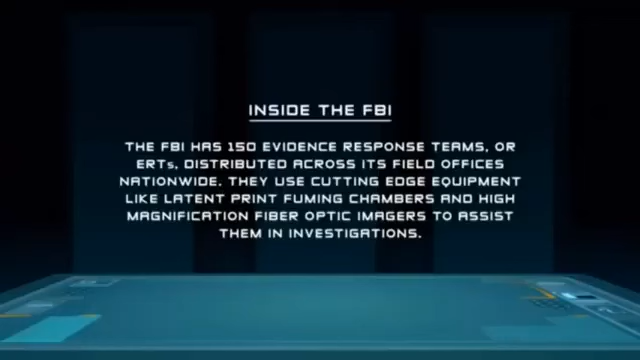 INSIDE THE FBI
THE FBI HAS 150 EVIDENCE RESPONSE TEAMS, OR
ERTs, DISTRIBUTED ACROSS ITS FIELD OFFICES
NATIONWIDE. THEY USE CUTTING EDGE EQUIPMENT
LIKE LATENT PRINT FUMING CHAMBERS AND HIGH
MAGNIFICATION FIBER OPTIC IMAGERS TO ASSIST
THEM IN INVESTIGATIONS.